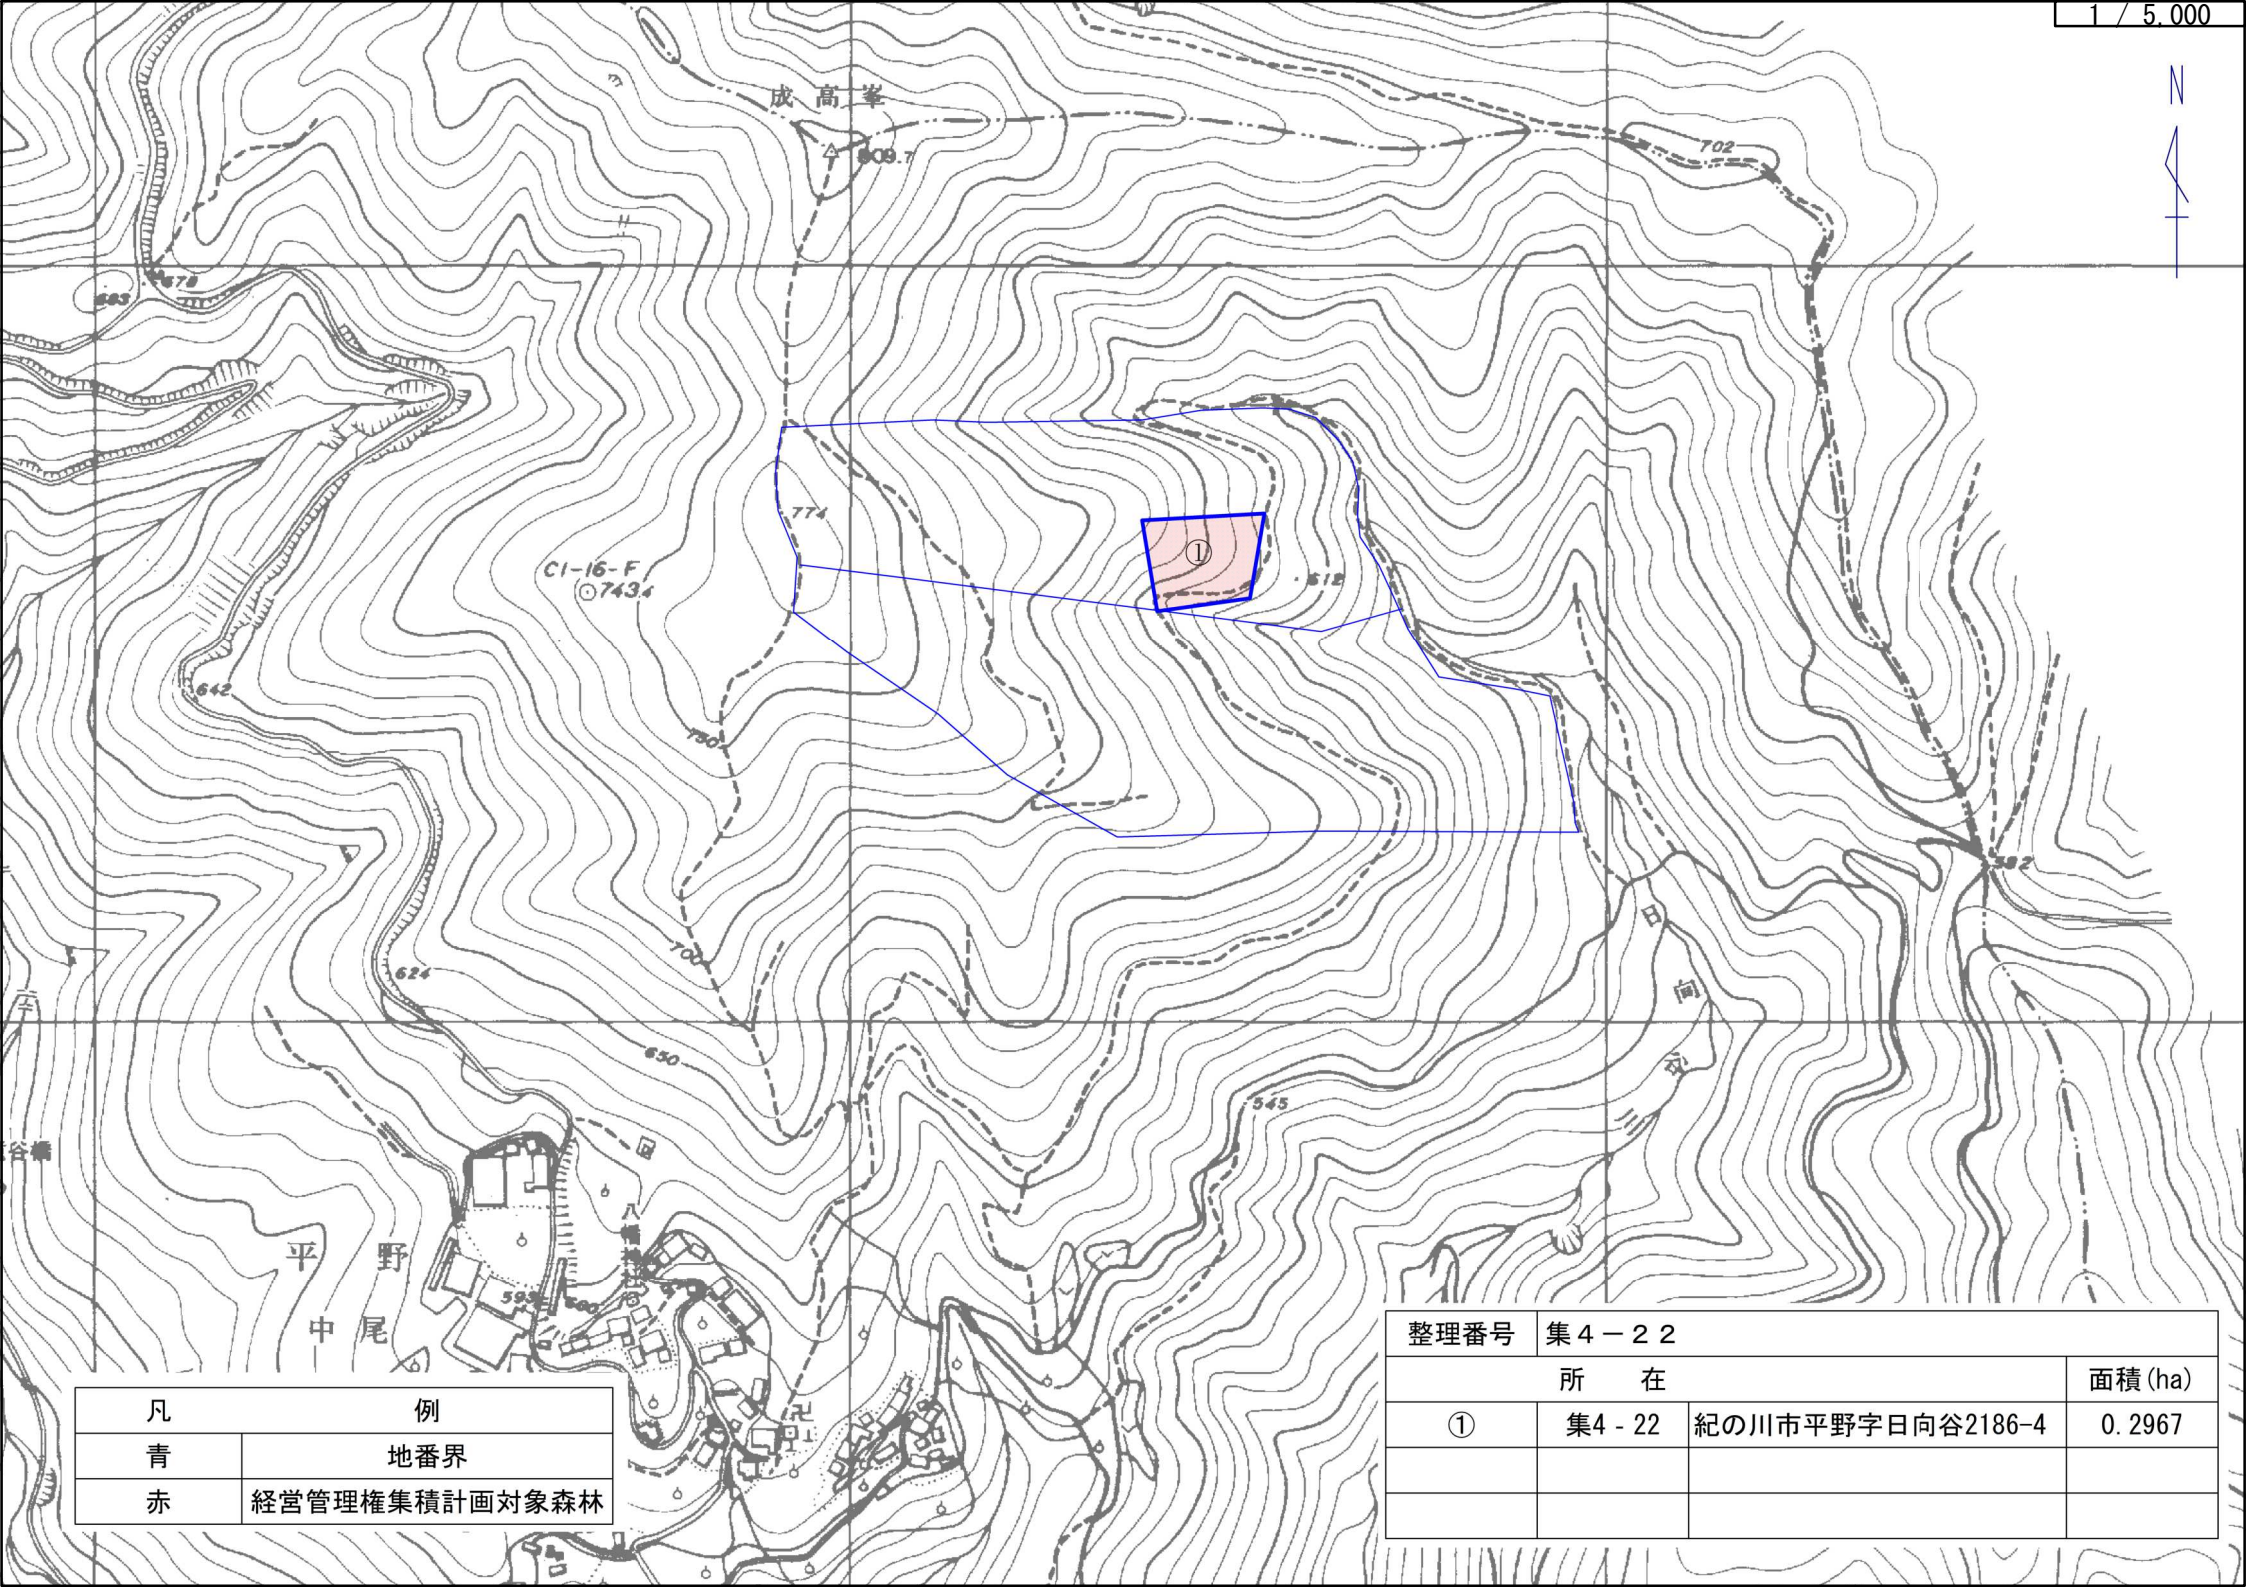 1 / 5,000
N
成高峯
809.7
702
678
683
774
C1-16-F
743.4
612
642
750
582
日向谷
700
624
650
545
谷橋
八幡神社
平野
593
600
中尾
整理番号 集４－２２
所 在 面積(ha)
① 集4 - 22 紀の川市平野字日向谷2186-4 0.2967
凡 例
青 地番界
赤 経営管理権集積計画対象森林
①